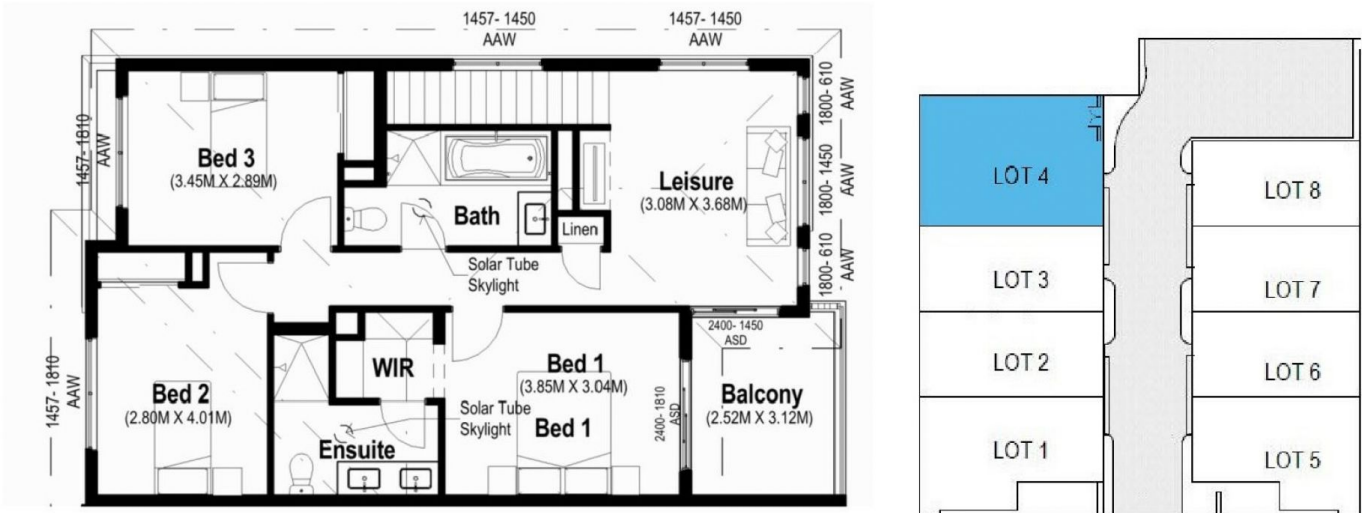 1457- 1450
AAW
1457- 1450
AAW
1457- 1810
AAW
Bed 3
(3.45M X 2.89M)
Bath
Leisure
(3.08M X 3.68M)
Linen
1800- 610
AAW
1800- 1450
AAW
1800- 610
AAW
Solar Tube
Skylight
1457- 1810
AAW
Bed 2
(2.80M X 4.01M)
WIR
Ensuite
Solar Tube
Skylight
Bed 1
(3.85M X 3.04M)
Bed 1
2400- 1810
ASD
2400- 1450
ASD
Balcony
(2.52M X 3.12M)
LOT 4
LOT 3
LOT 2
LOT 1
LOT 8
LOT 7
LOT 6
LOT 5